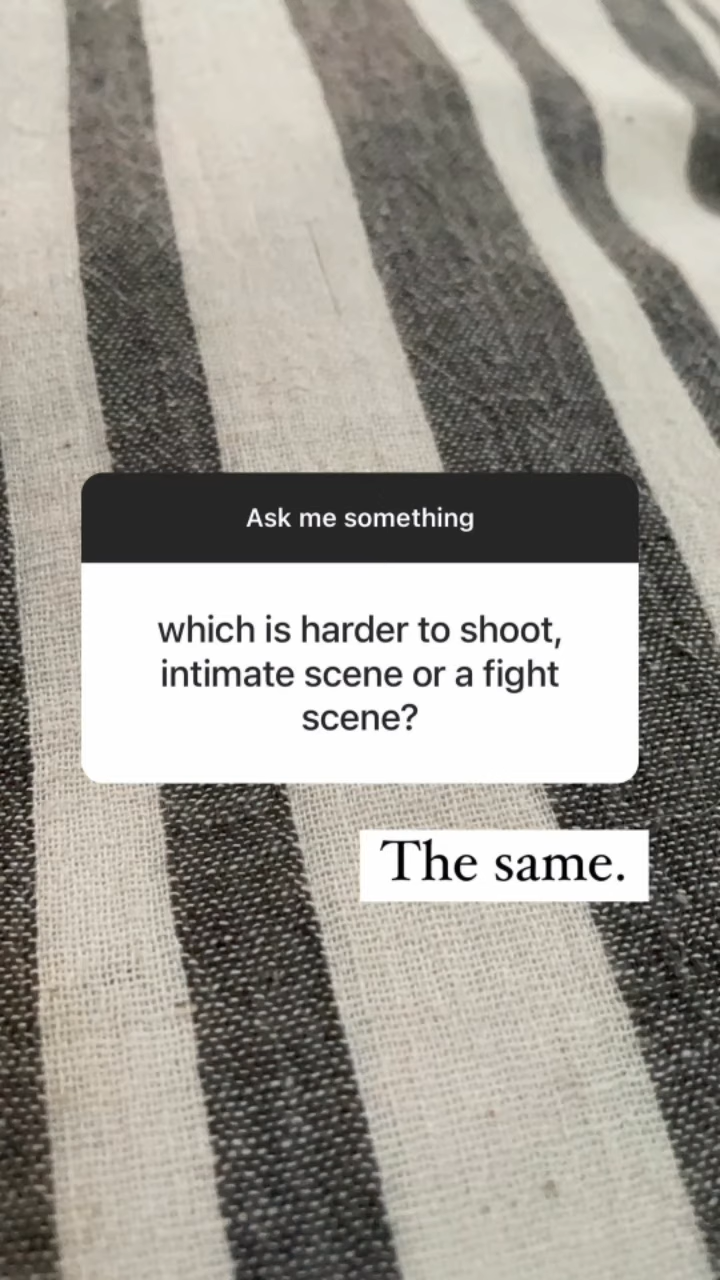 Ask me something
which is harder to shoot,
intimate scene or a fight
scene?
The same.